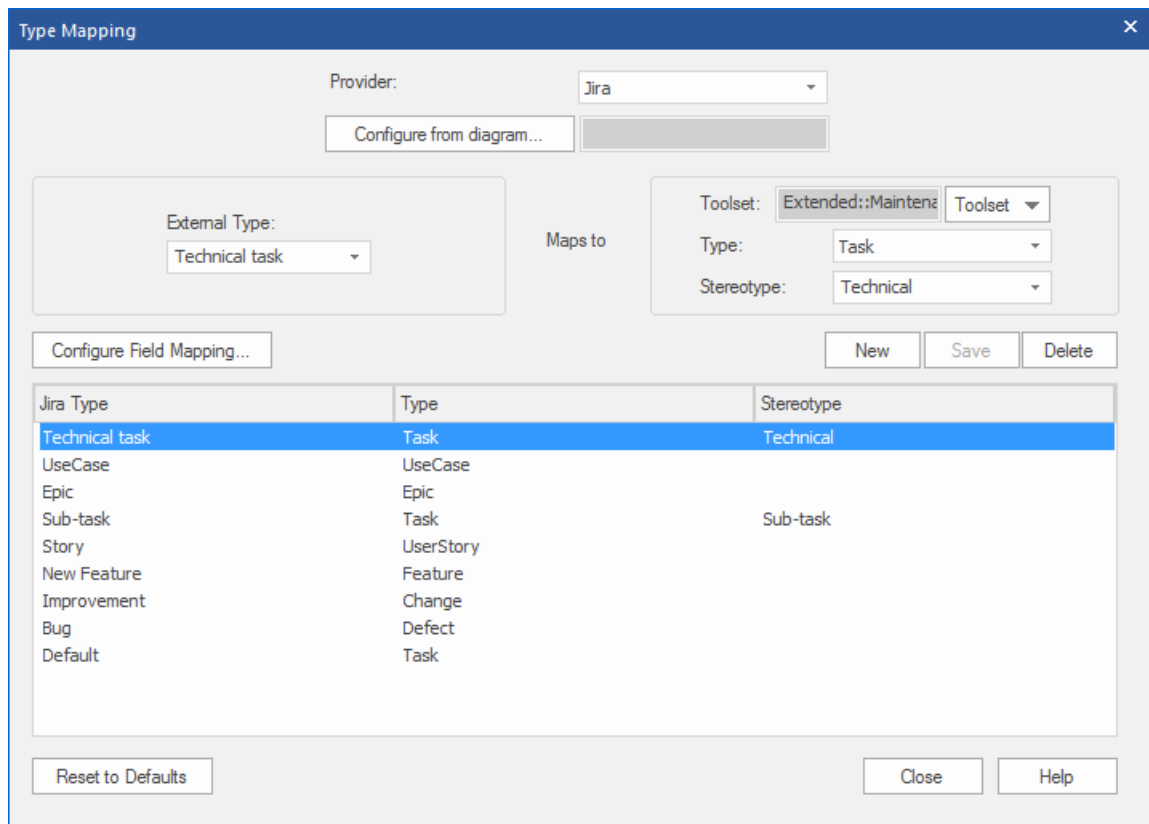 Type Mapping
Provider: Jira
Configure from diagram...
External Type:
Technical task
Maps to
Toolset: Extended::Maintena Toolset
Type: Task
Stereotype: Technical
Configure Field Mapping...
New Save Delete
Jira Type Type Stereotype
Technical task Task Technical
UseCase UseCase
Epic Epic
Sub-task Task Sub-task
Story UserStory
New Feature Feature
Improvement Change
Bug Defect
Default Task
Reset to Defaults Close Help